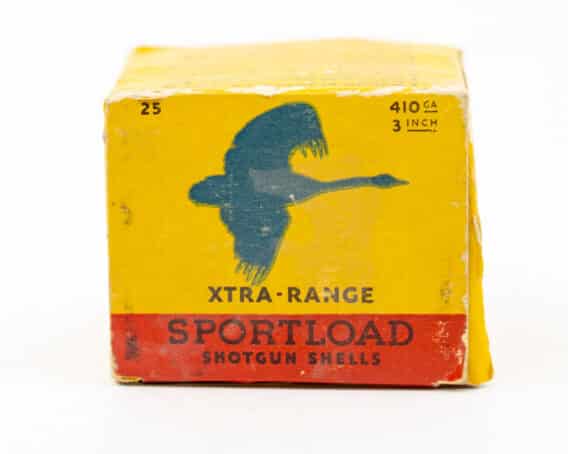 25
410 GA
3 INCH
XTRA-RANGE
SPORTLOAD
SHOTGUN SHELLS